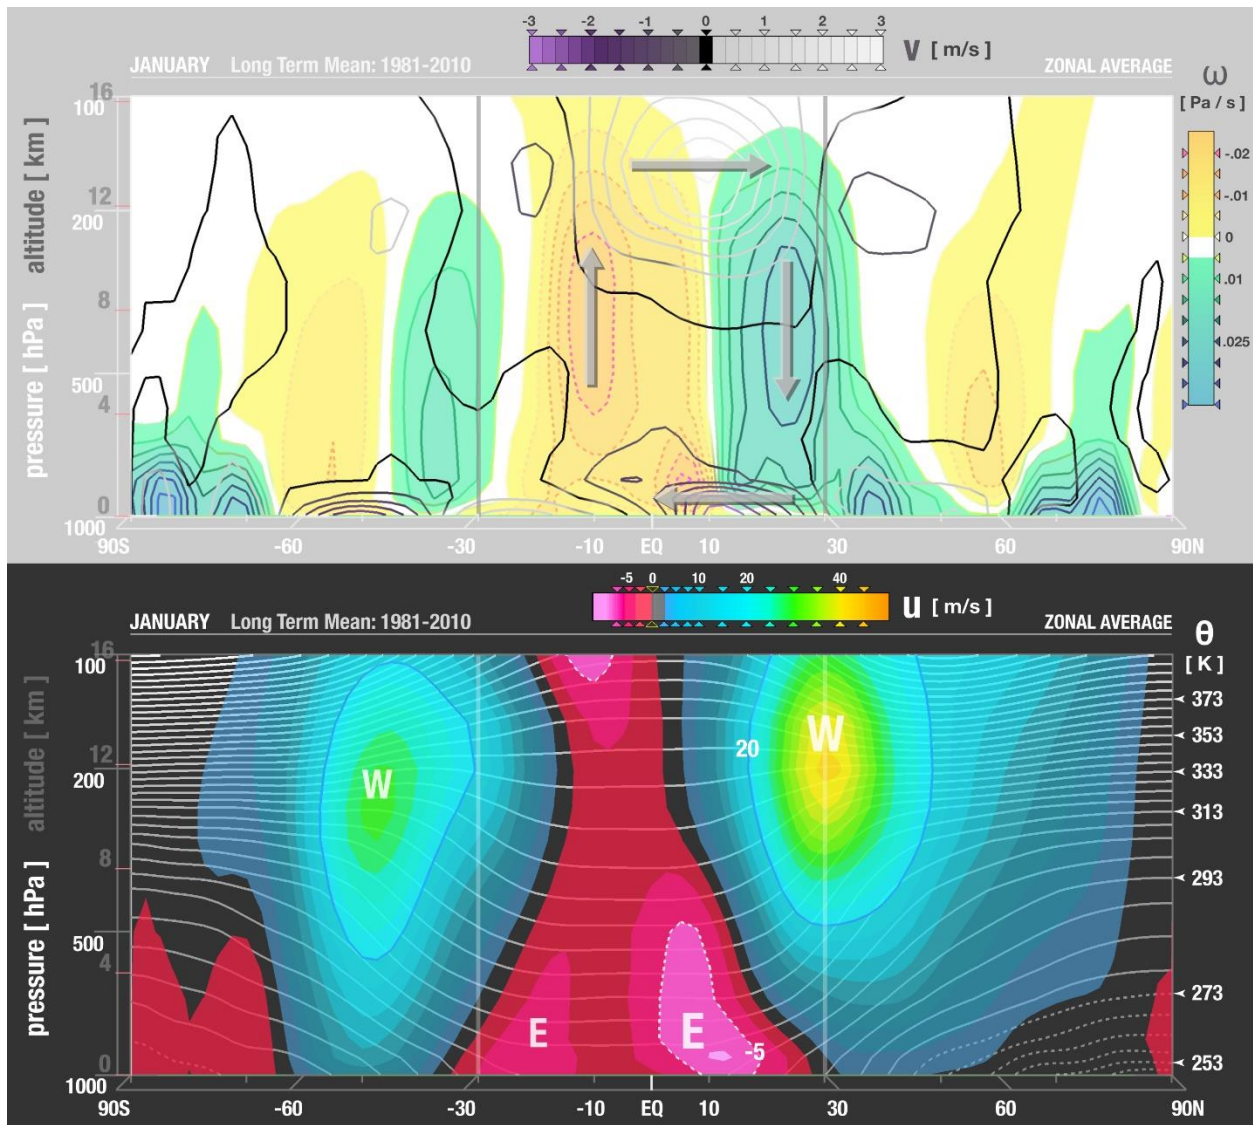 -3 -2 -1 0 1 2 3
v [ m/s ]
JANUARY Long Term Mean: 1981-2010 ZONAL AVERAGE
ω
[ Pa / s ]
16
100
12
200
8
500
4
0
1000
altitude [ km ]
pressure [ hPa ]
-.02
-.01
0
.01
.025
90S -60 -30 -10 EQ 10 30 60 90N
-5 0 10 20 40
u [ m/s ]
JANUARY Long Term Mean: 1981-2010 ZONAL AVERAGE
θ
[ K ]
16
100
12
200
8
500
4
0
1000
altitude [ km ]
pressure [ hPa ]
W
20
W
E
E
-5
373
353
333
313
293
273
253
90S -60 -30 -10 EQ 10 30 60 90N